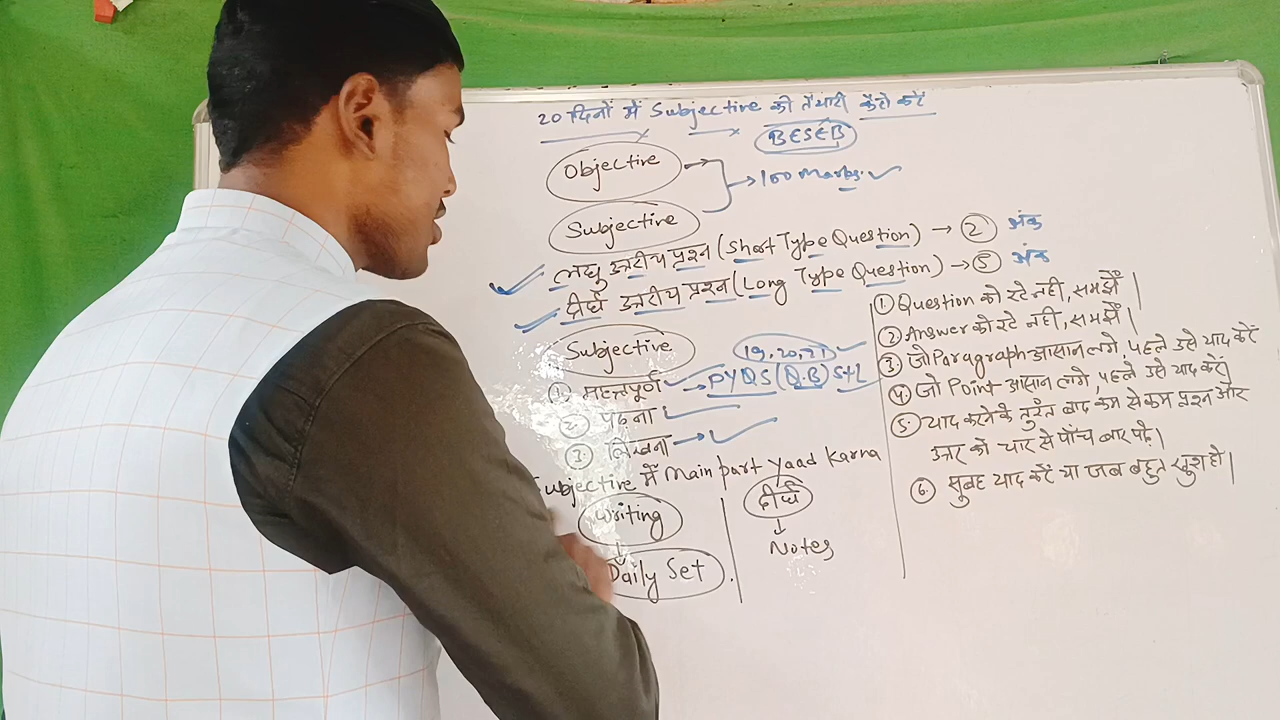 20 दिनों में Subjective की तैयारी कैसे करें
BESEB
Objective
100 Marks.
Subjective
लघु उत्तरीय प्रश्न (Short Type Question) → ② अंक
दीर्घ उत्तरीय प्रश्न (Long Type Question) → ⑤ अंक
Subjective
19, 20, 21
① महत्वपूर्ण → PYQS (Q.B) S+L
② पढ़ना
③ लिखना →
Subjective में Main part yaad Karna
Writing
↓
Daily Set.
दीर्घ
↓
Notes
① Question को रटे नहीं, समझें।
② Answer को रटे नहीं, समझें।
③ जो Paragraph आसान लगे, पहले उसे याद करें
④ जो Point आसान लगे, पहले उसे याद करें।
⑤ याद करने के तुरंत बाद कम से कम प्रश्न और
उत्तर को चार से पाँच बार पढ़े।
⑥ सुबह याद करें या जब बहुत खुश हो।